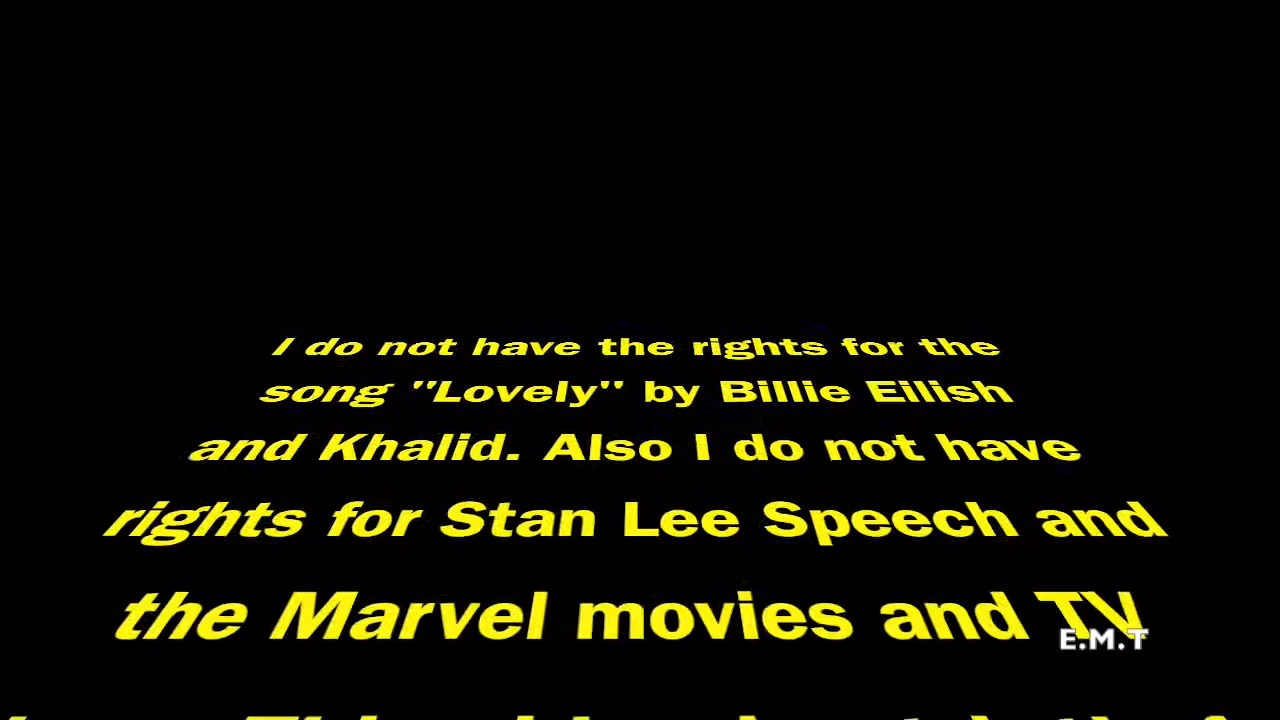 I do not have the rights for the
song "Lovely" by Billie Eilish
and Khalid. Also I do not have
rights for Stan Lee Speech and
the Marvel movies and TV
E.M.T